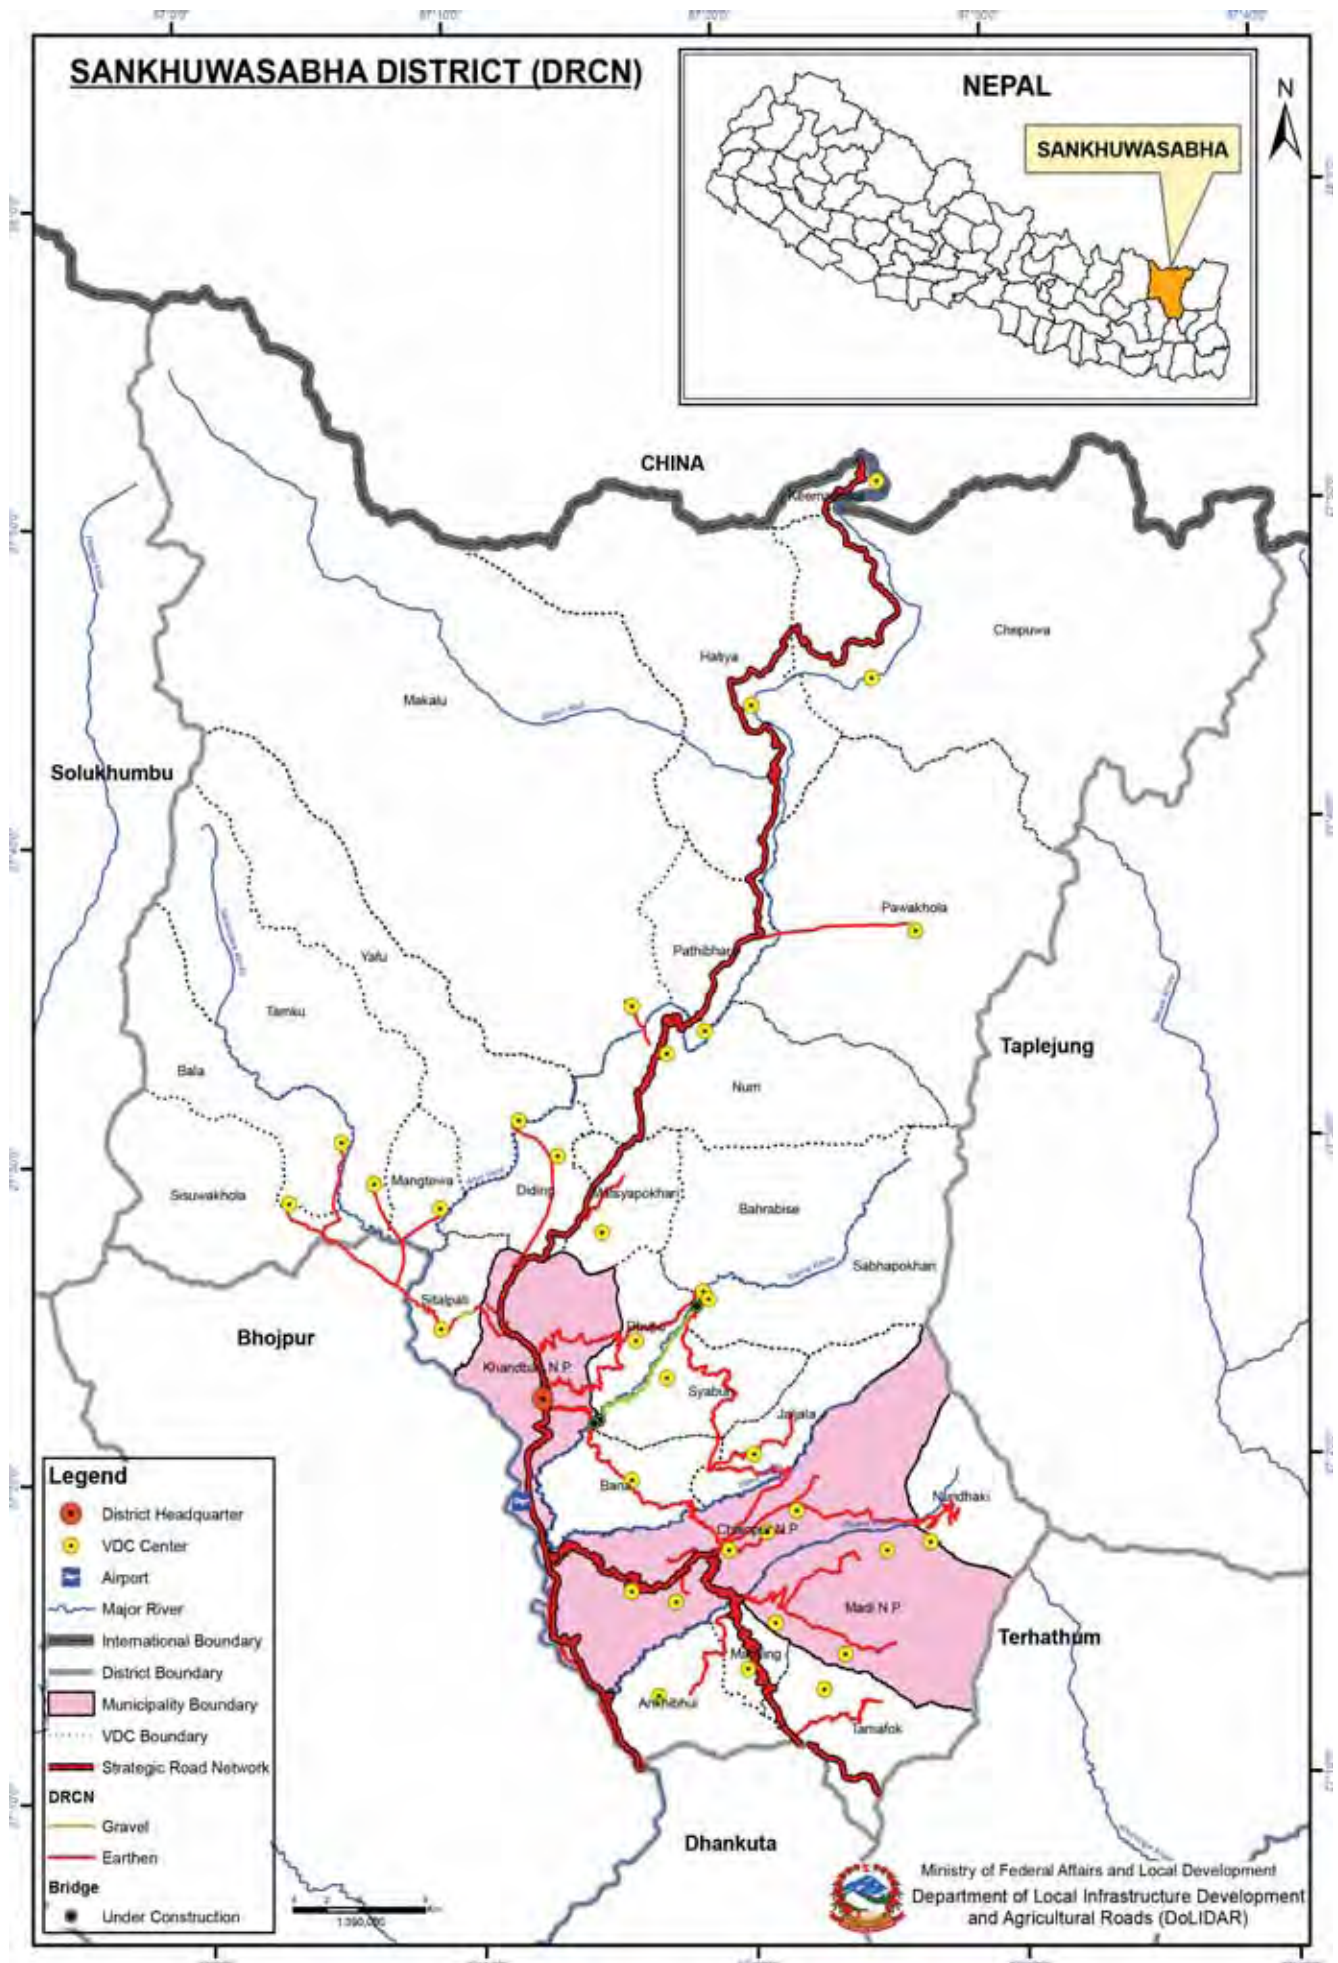 SANKHUWASABHA DISTRICT (DRCN)
NEPAL
N
SANKHUWASABHA
CHINA
Chepuwa
Hatiya
Makalu
Solukhumbu
Pawakhola
Pathibhara
Yafu
Tamku
Taplejung
Bala
Num
Mangtewa
Diding
Malsyapokhari
Sisuwakhola
Bahrabise
Sabhapokhari
Sitalpati
Bhojpur
Dhupu
Khandbari N.P.
Syabun
Jaljala
Bana
Nundhaki
Chainpur N.P.
Madi N.P.
Terhathum
Mamling
Ankhibhui
Tamafok
Dhankuta
Legend
District Headquarter
VDC Center
Airport
Major River
International Boundary
District Boundary
Municipality Boundary
VDC Boundary
Strategic Road Network
DRCN
Gravel
Earthen
Bridge
Under Construction
Ministry of Federal Affairs and Local Development
Department of Local Infrastructure Development
and Agricultural Roads (DoLIDAR)